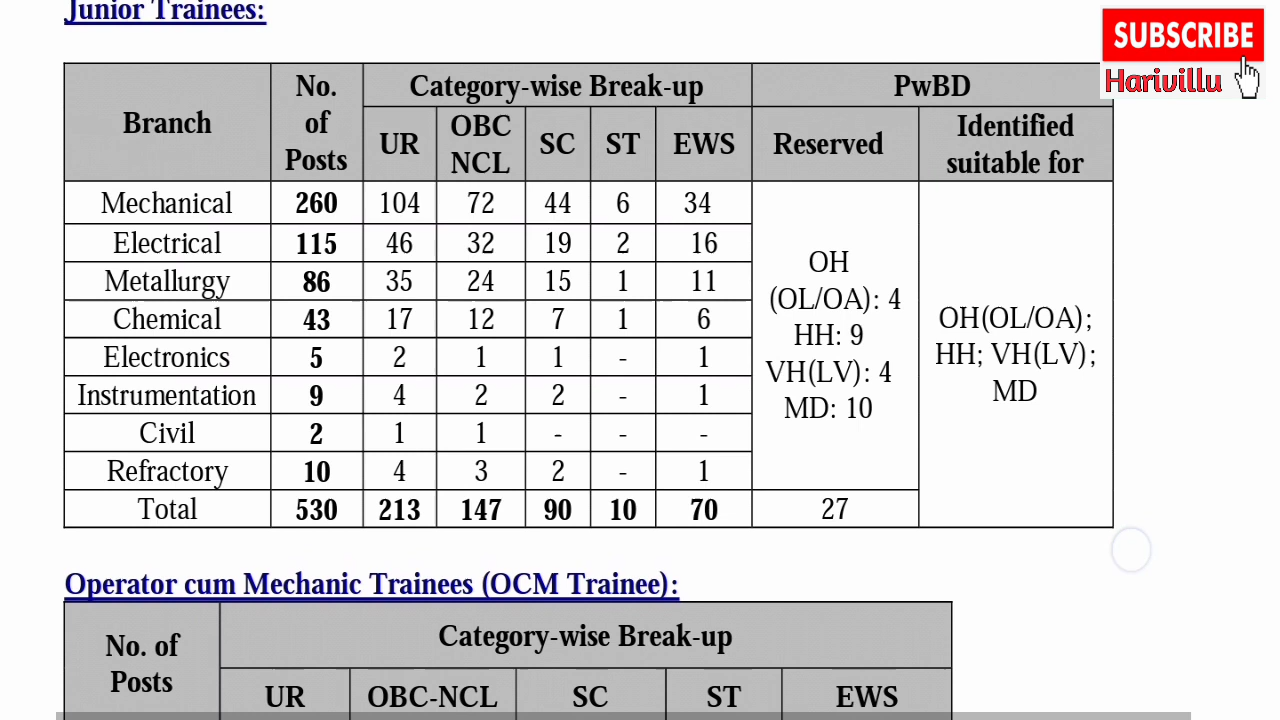 Junior Trainees:
SUBSCRIBE
Harivillu
Branch No. of Posts Category-wise Break-up PwBD
UR OBC NCL SC ST EWS Reserved Identified suitable for
Mechanical 260 104 72 44 6 34
Electrical 115 46 32 19 2 16
Metallurgy 86 35 24 15 1 11
Chemical 43 17 12 7 1 6
Electronics 5 2 1 1 - 1
Instrumentation 9 4 2 2 - 1
Civil 2 1 1 - - -
Refractory 10 4 3 2 - 1
OH
(OL/OA): 4
HH: 9
VH(LV): 4
MD: 10
OH(OL/OA);
HH; VH(LV);
MD
Total 530 213 147 90 10 70 27
Operator cum Mechanic Trainees (OCM Trainee):
No. of Posts Category-wise Break-up
UR OBC-NCL SC ST EWS